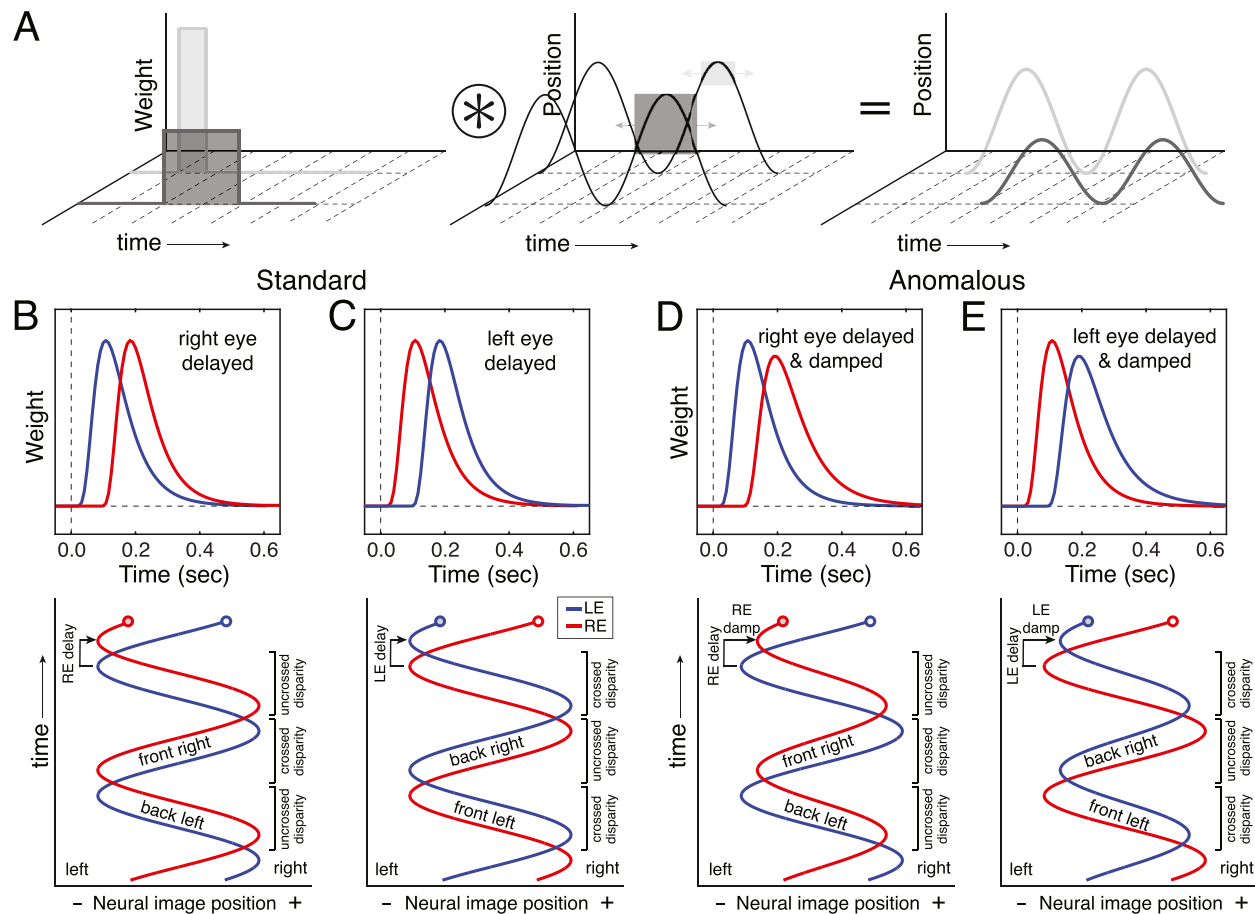 A
Weight
time
Position
time
=
Position
time
Standard
Anomalous
B
right eye
delayed
Weight
0.0 0.2 0.4 0.6
Time (sec)
C
left eye
delayed
0.0 0.2 0.4 0.6
Time (sec)
D
right eye delayed
& damped
Weight
0.0 0.2 0.4 0.6
Time (sec)
E
left eye delayed
& damped
0.0 0.2 0.4 0.6
Time (sec)
time
RE delay
uncrossed
disparity
crossed
disparity
uncrossed
disparity
front right
back left
left
right
– Neural image position +
LE
RE
LE delay
crossed
disparity
uncrossed
disparity
crossed
disparity
back right
front left
left
right
– Neural image position +
time
RE
damp
RE delay
uncrossed
disparity
crossed
disparity
uncrossed
disparity
front right
back left
left
right
– Neural image position +
LE
damp
LE delay
crossed
disparity
uncrossed
disparity
crossed
disparity
back right
front left
left
right
– Neural image position +